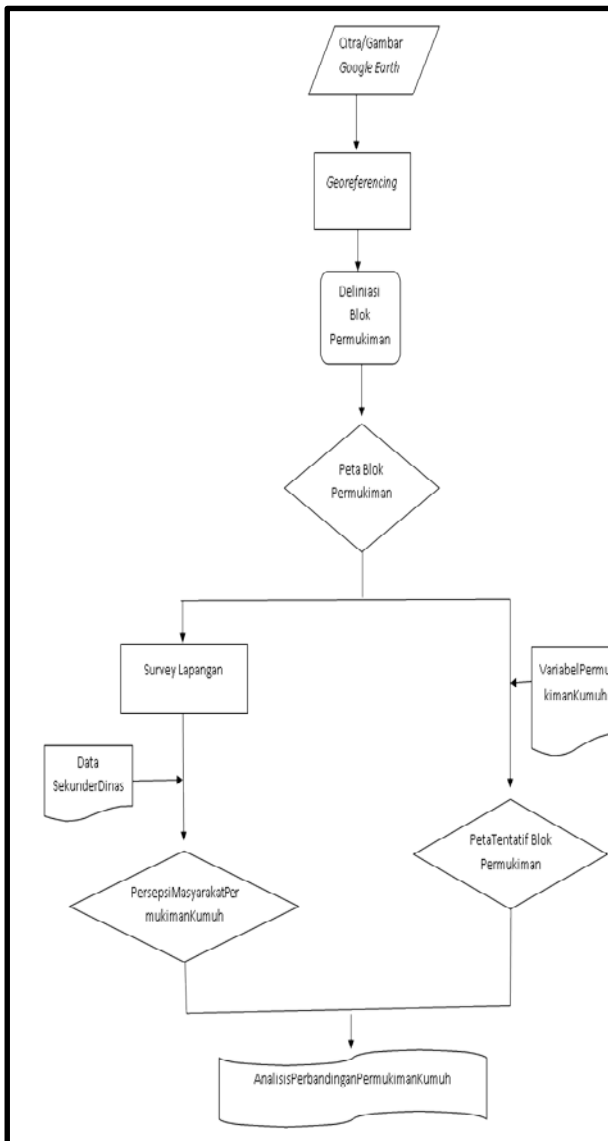 Citra/Gambar
Google Earth
Georeferencing
Deliniasi
Blok
Permukiman
Peta Blok
Permukiman
Survey Lapangan
VariabelPermu
kimanKumuh
Data
SekunderDinas
PetaTentatif Blok
Permukiman
PersepsiMasyarakatPer
mukimanKumuh
AnalisisPerbandinganPermukimanKumuh